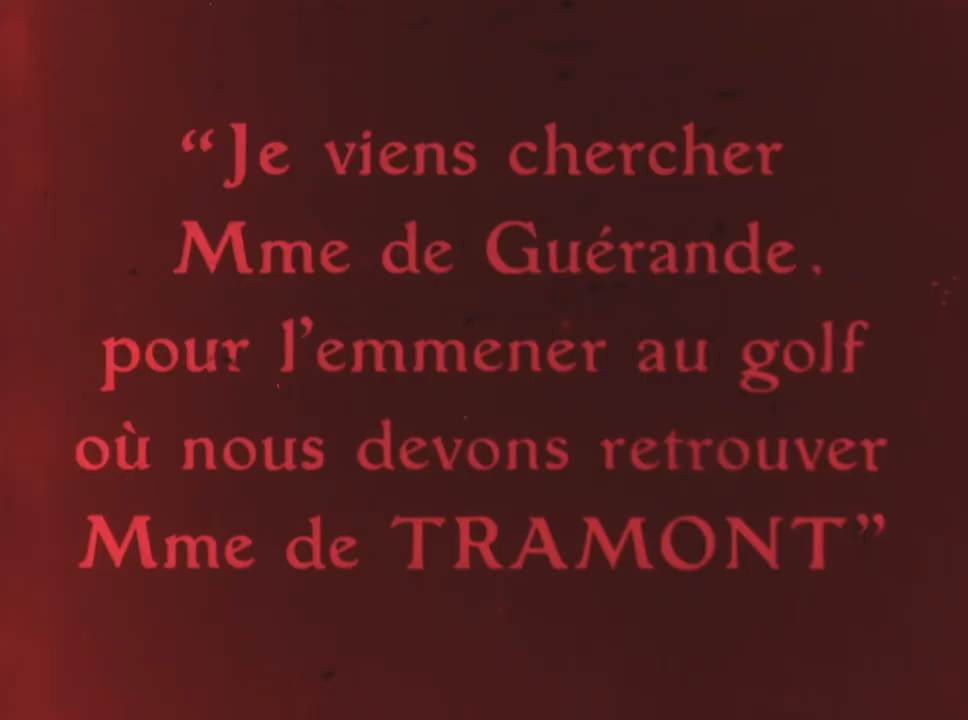 “Je viens chercher
Mme de Guérande,
pour l’emmener au golf
où nous devons retrouver
Mme de TRAMONT”